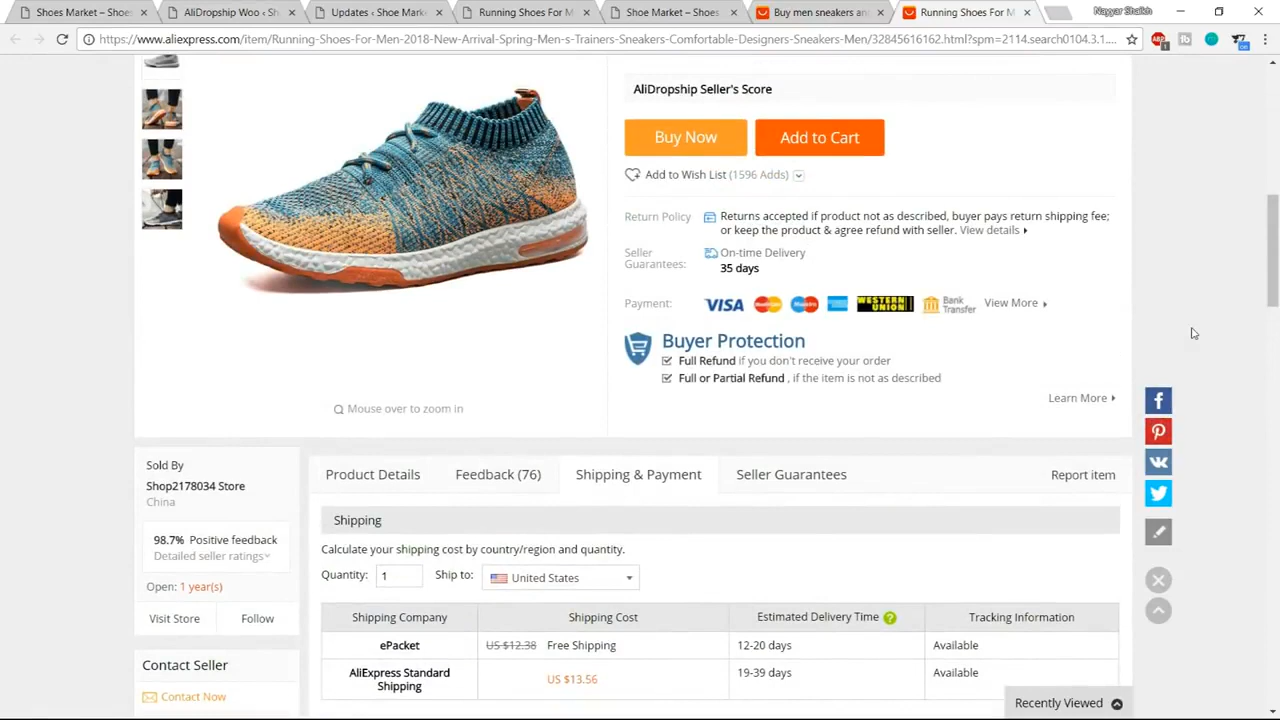 Shoes Market –
AliDropship Woo ‹ Sh
Updates ‹ Shoe Mark
Running Shoes For M
Shoe Market –
Buy men sneakers an
Running Shoes For M
Nayyar Shaikh
https://www.aliexpress.com/item/Running-Shoes-For-Men-2018-New-Arrival-Spring-Men-s-Trainers-Sneakers-Comfortable-Designers-Sneakers-Men/32845616162.html?spm=2114.search0104.3.1....
AliDropship Seller's Score
Buy Now
Add to Cart
Add to Wish List (1596 Adds)
Return Policy
Returns accepted if product not as described, buyer pays return shipping fee;
or keep the product & agree refund with seller. View details
Seller
Guarantees:
On-time Delivery
35 days
Payment:
VISA
WESTERN
UNION
Bank
Transfer
View More
Buyer Protection
Full Refund if you don't receive your order
Full or Partial Refund , if the item is not as described
Learn More
Mouse over to zoom in
Sold By
Shop2178034 Store
China
98.7% Positive feedback
Detailed seller ratings
Open: 1 year(s)
Visit Store
Follow
Contact Seller
Contact Now
Product Details
Feedback (76)
Shipping & Payment
Seller Guarantees
Report item
Shipping
Calculate your shipping cost by country/region and quantity.
Quantity:
1
Ship to:
United States
Shipping Company
Shipping Cost
Estimated Delivery Time
Tracking Information
ePacket
US $12.38 Free Shipping
12-20 days
Available
AliExpress Standard
Shipping
US $13.56
19-39 days
Available
Recently Viewed